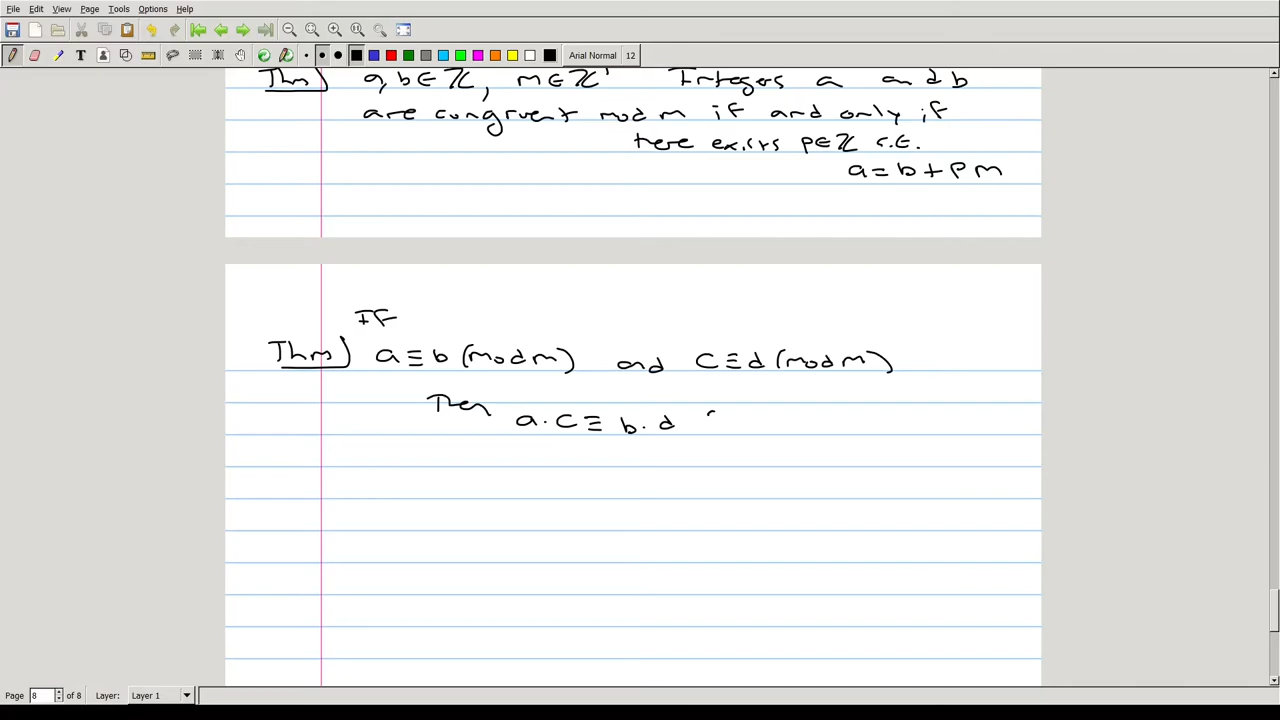 File Edit View Page Tools Options Help
Arial Normal 12
Thm) a, b ∈ ℤ, m ∈ ℤ⁺ Integers a and b
are congruent mod m if and only if
there exists p ∈ ℤ s.t.
a = b + p m
IF
Thm) a ≡ b (mod m) and c ≡ d (mod m)
Then a · c ≡ b · d
Page 8 of 8 Layer: Layer 1